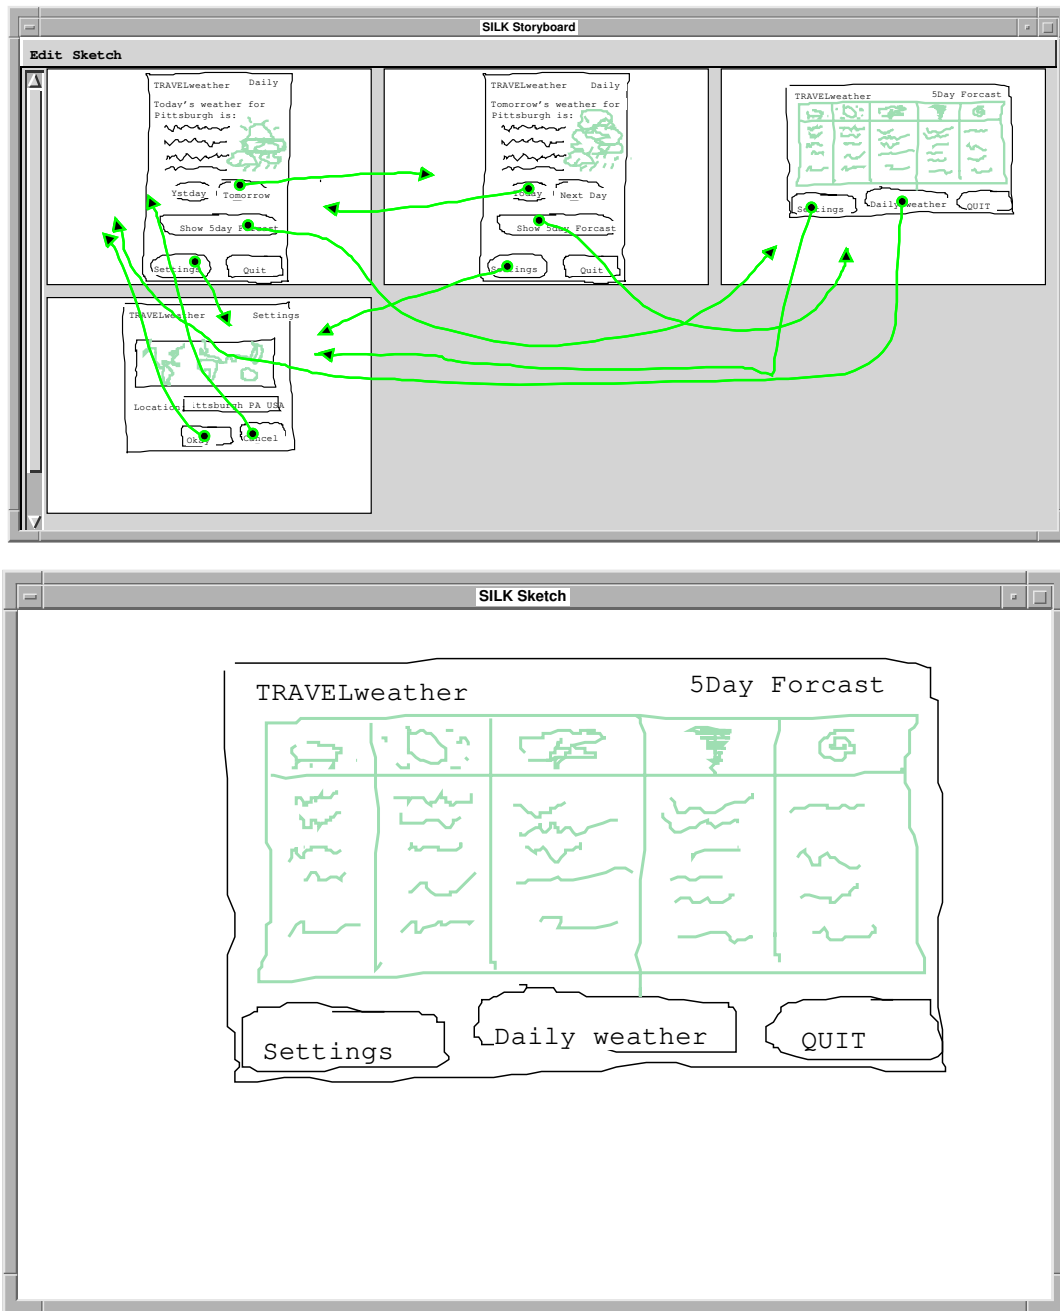 SILK Storyboard
Edit Sketch
TRAVELweather Daily
Today's weather for
Pittsburgh is:
Ystday Tomorrow
Show 5day Forcast
Settings Quit
TRAVELweather Daily
Tomorrow's weather for
Pittsburgh is:
Today Next Day
Show 5day Forcast
Settings Quit
TRAVELweather 5Day Forcast
Settings Daily weather QUIT
TRAVELweather Settings
Location: ittsburgh PA USA
Okay Cancel
SILK Sketch
TRAVELweather 5Day Forcast
Settings Daily weather QUIT